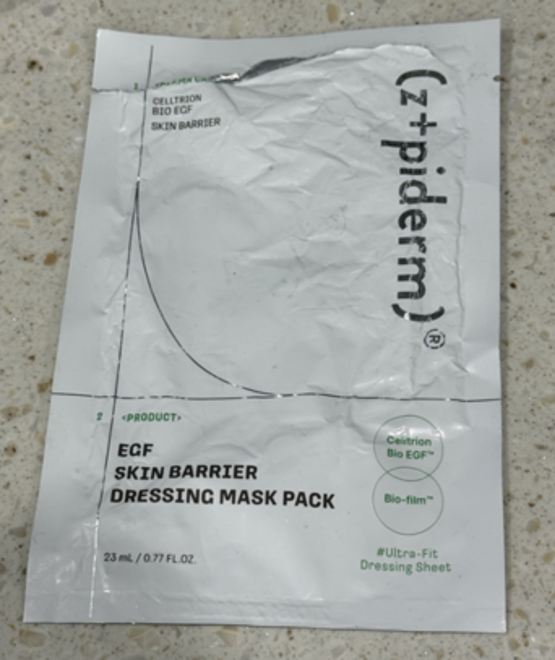 1
CELLTRION
BIO EGF
SKIN BARRIER
(z+piderm)®
2 <PRODUCT>
EGF
SKIN BARRIER
DRESSING MASK PACK
23 mL / 0.77 FL.OZ.
Celltrion
Bio EGF™
Bio-film™
#Ultra-Fit
Dressing Sheet